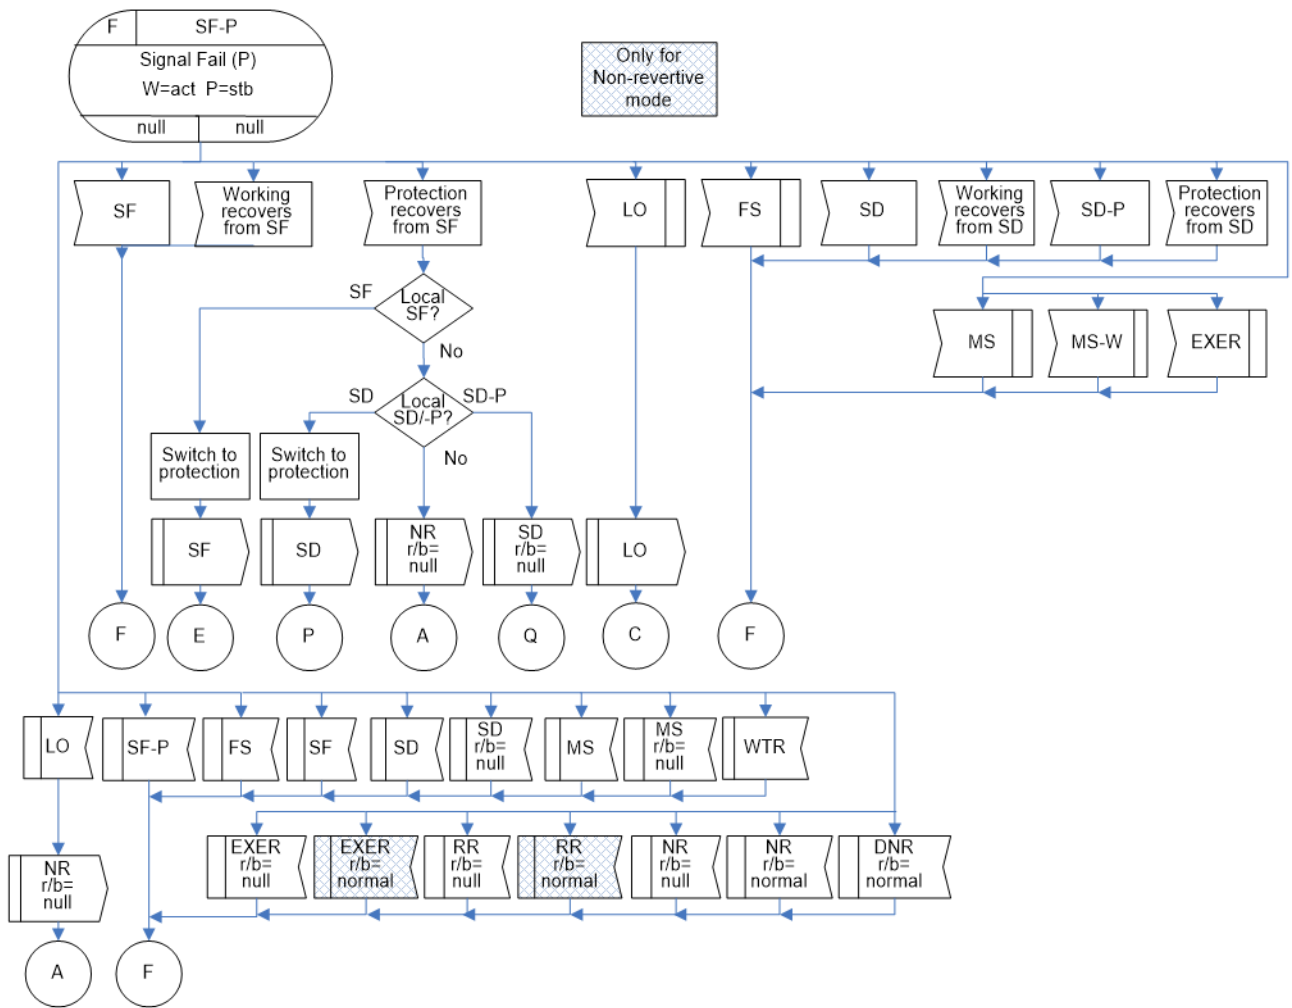 F SF-P
Signal Fail (P)
W=act P=stb
null null
Only for
Non-revertive
mode
SF
Working
recovers
from SF
Protection
recovers
from SF
LO
FS
SD
Working
recovers
from SD
SD-P
Protection
recovers
from SD
SF
Local
SF?
No
MS
MS-W
EXER
SD
Local
SD/-P?
SD-P
No
Switch to
protection
Switch to
protection
SF
SD
NR
r/b=
null
SD
r/b=
null
LO
F
E
P
A
Q
C
F
LO
SF-P
FS
SF
SD
SD
r/b=
null
MS
MS
r/b=
null
WTR
NR
r/b=
null
EXER
r/b=
null
EXER
r/b=
normal
RR
r/b=
null
RR
r/b=
normal
NR
r/b=
null
NR
r/b=
normal
DNR
r/b=
normal
A
F